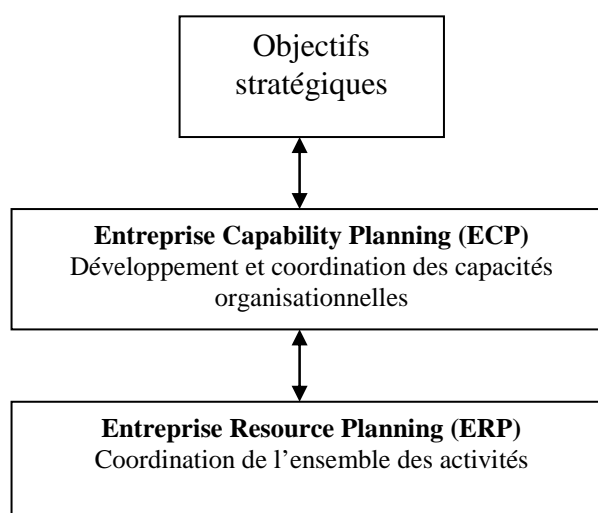 Objectifs
stratégiques
Entreprise Capability Planning (ECP)
Développement et coordination des capacités
organisationnelles
Entreprise Resource Planning (ERP)
Coordination de l’ensemble des activités